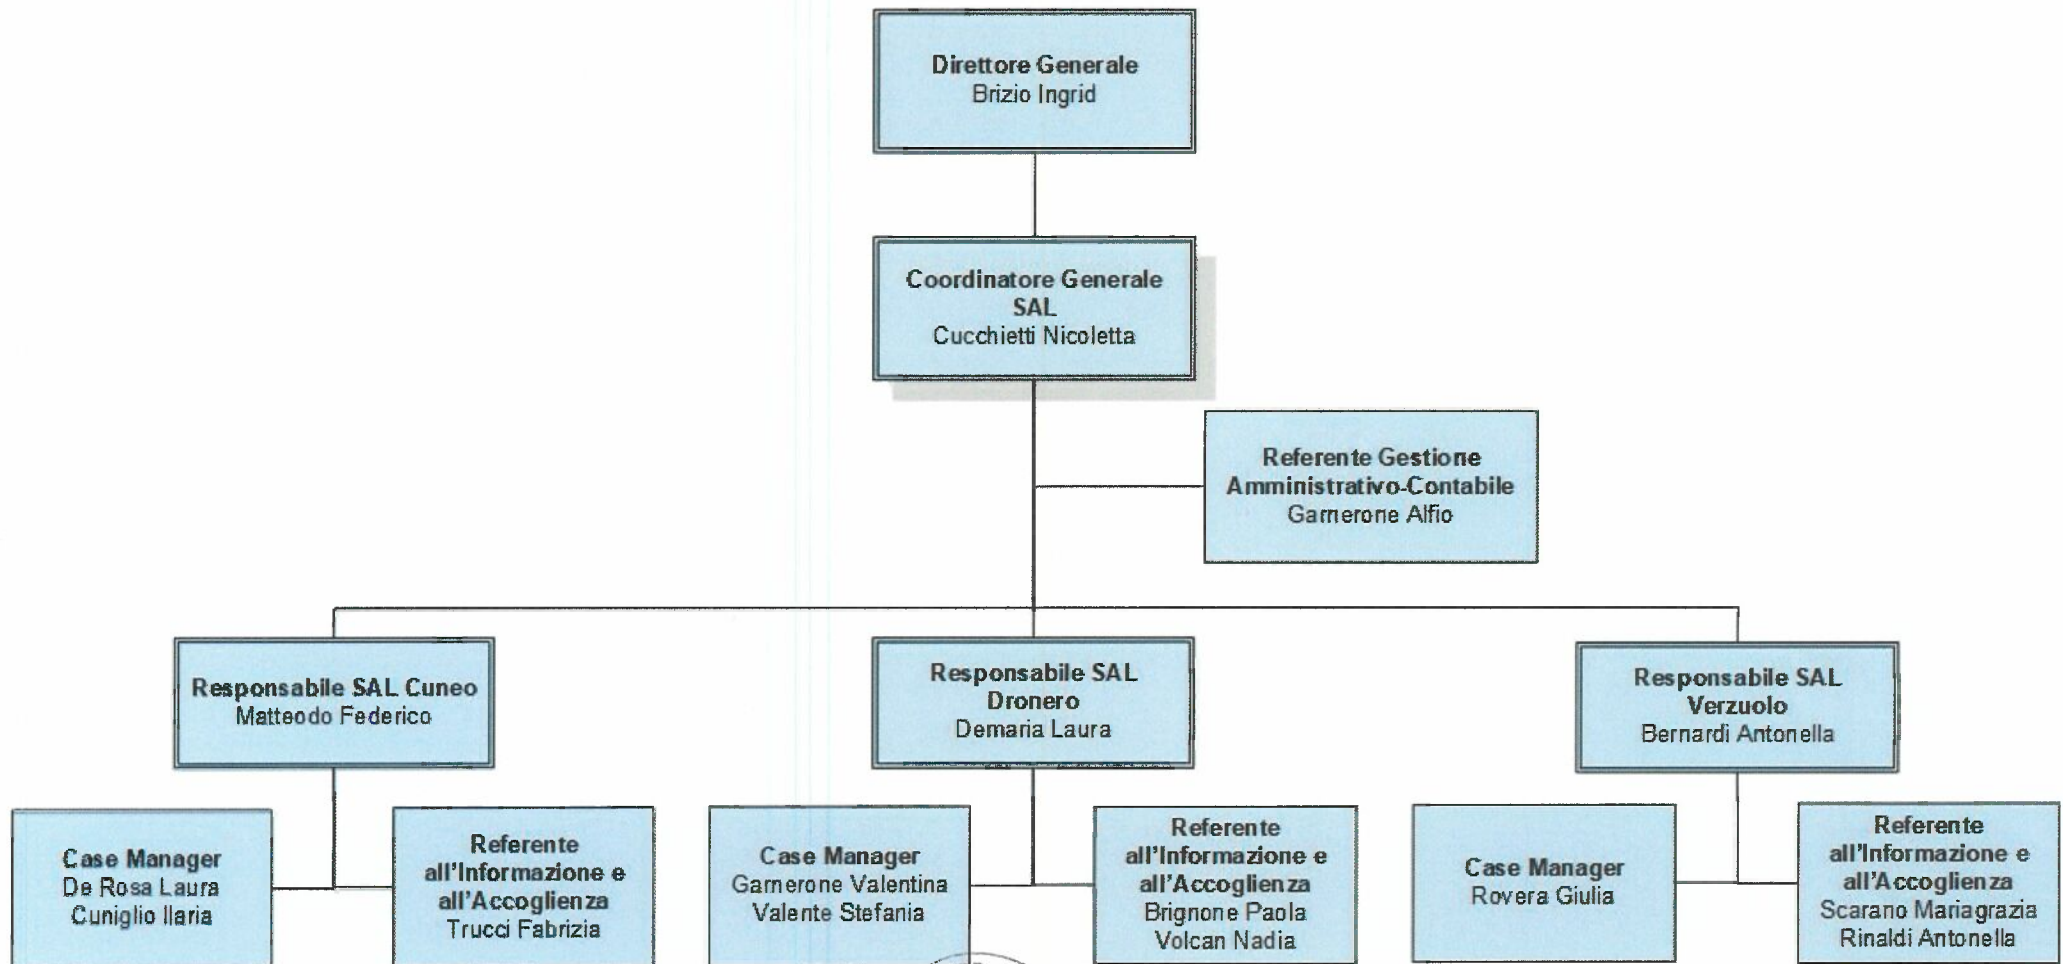 Direttore Generale
Brizio Ingrid
Coordinatore Generale
SAL
Cucchietti Nicoletta
Referente Gestione
Amministrativo-Contabile
Garnerone Alfio
Responsabile SAL Cuneo
Matteodo Federico
Responsabile SAL
Dronero
Demaria Laura
Responsabile SAL
Verzuolo
Bernardi Antonella
Case Manager
De Rosa Laura
Cuniglio Ilaria
Referente
all'Informazione e
all'Accoglienza
Trucci Fabrizia
Case Manager
Garnerone Valentina
Valente Stefania
Referente
all'Informazione e
all'Accoglienza
Brignone Paola
Volcan Nadia
Case Manager
Rovera Giulia
Referente
all'Informazione e
all'Accoglienza
Scarano Mariagrazia
Rinaldi Antonella